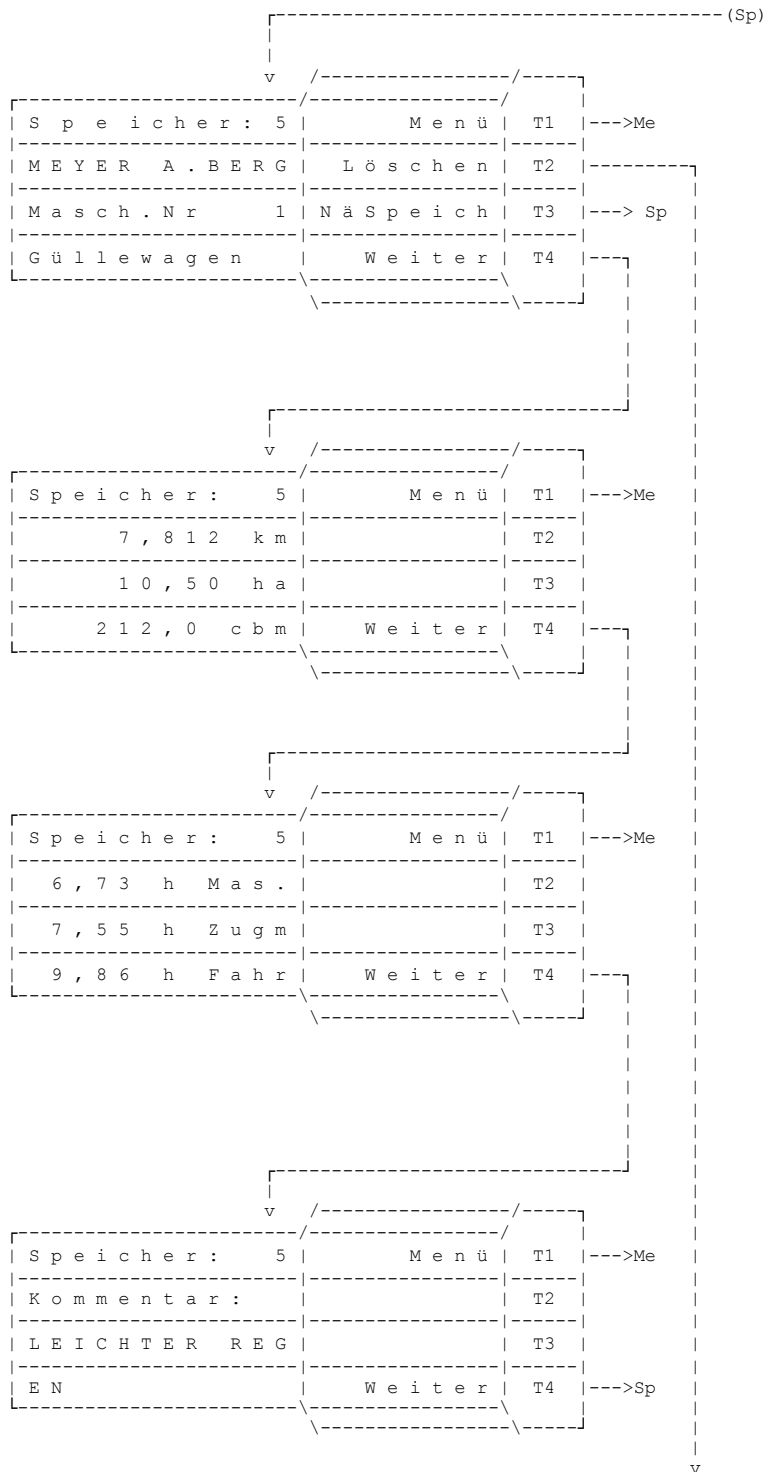 (Sp)
v
Speicher: 5 Menü T1 --->Me
MEYER A.BERG Löschen T2
Masch.Nr 1 NäSpeich T3 ---> Sp
Güllewagen Weiter T4
v
Speicher: 5 Menü T1 --->Me
7,812 km T2
10,50 ha T3
212,0 cbm Weiter T4
v
Speicher: 5 Menü T1 --->Me
6,73 h Mas. T2
7,55 h Zugm T3
9,86 h Fahr Weiter T4
v
Speicher: 5 Menü T1 --->Me
Kommentar: T2
LEICHTER REG T3
EN Weiter T4 --->Sp
v